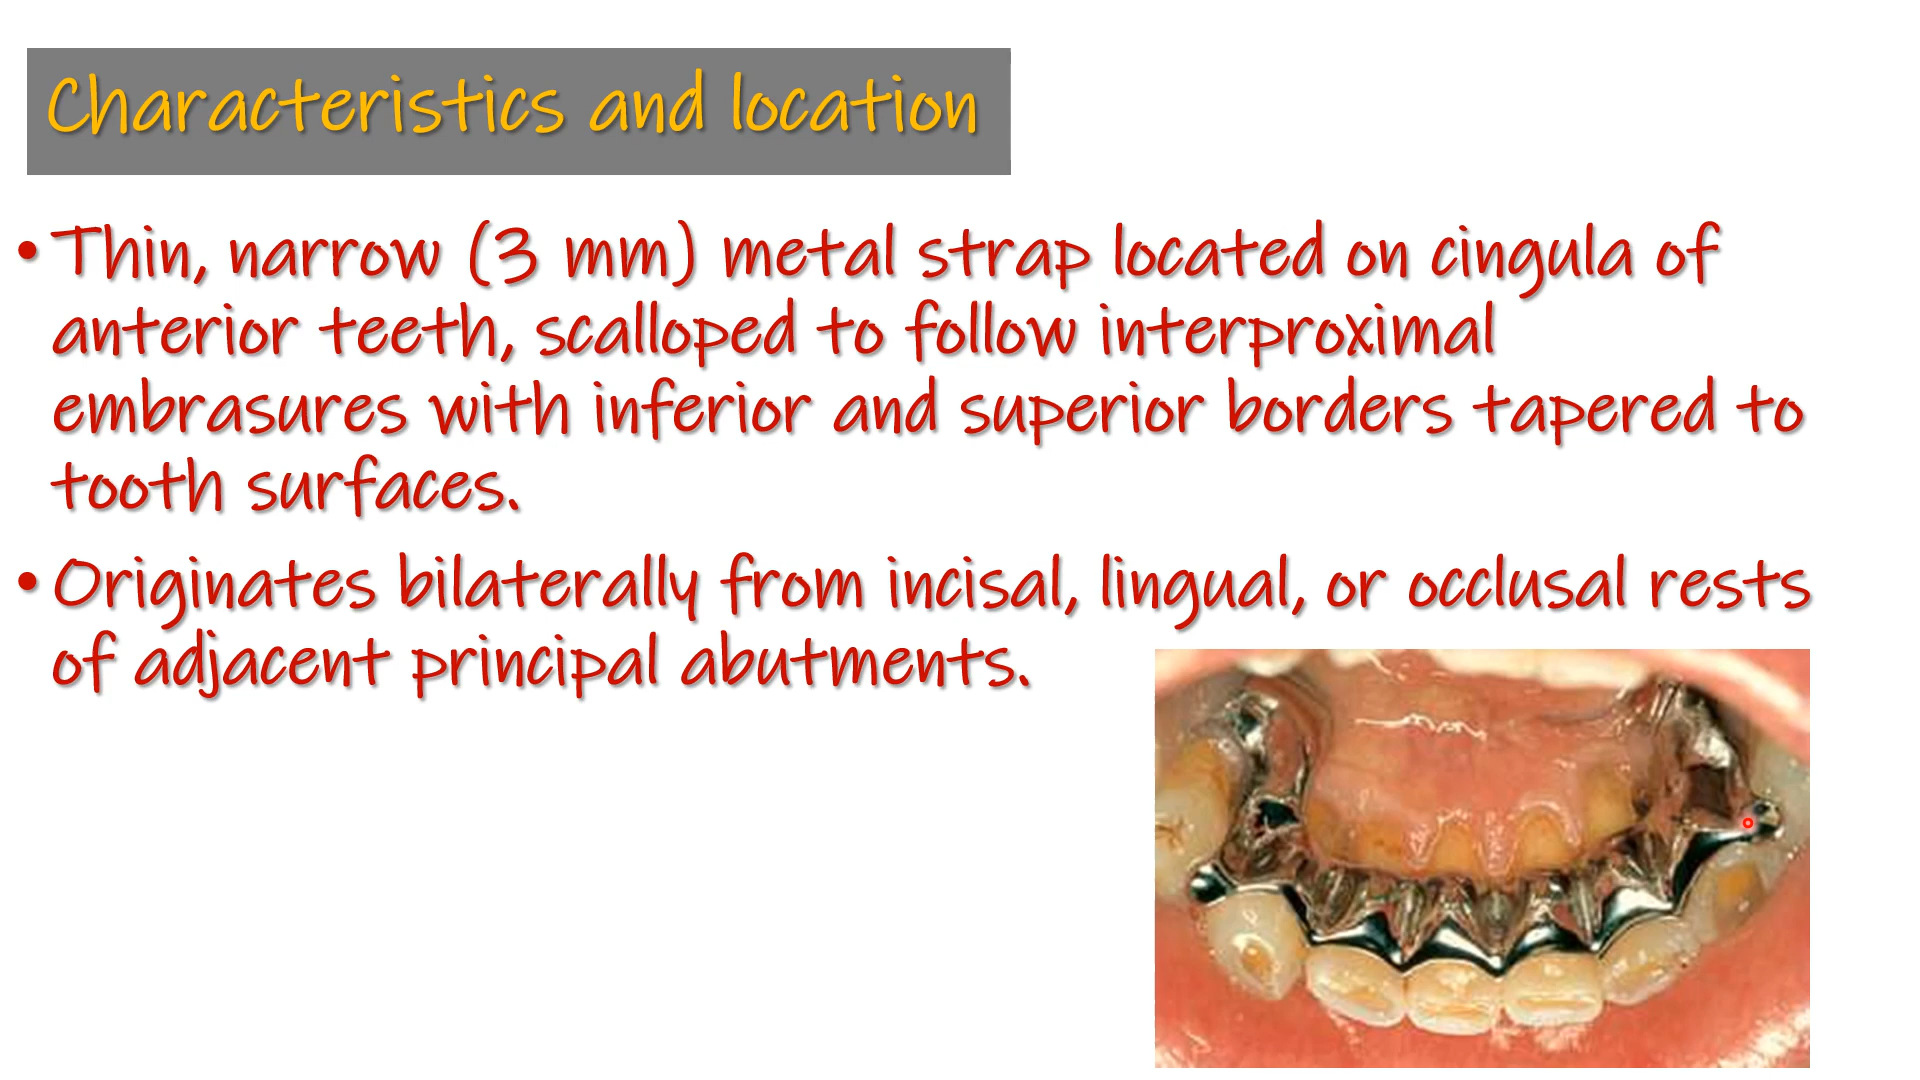 Characteristics and location
• Thin, narrow (3 mm) metal strap located on cingula of
anterior teeth, scalloped to follow interproximal
embrasures with inferior and superior borders tapered to
tooth surfaces.
• Originates bilaterally from incisal, lingual, or occlusal rests
of adjacent principal abutments.